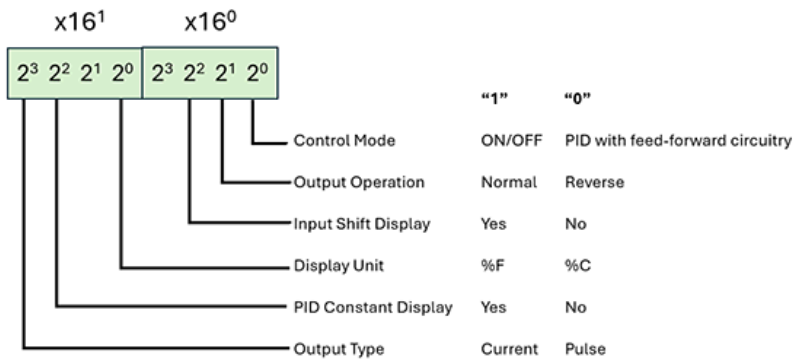 x16¹ x16⁰
2³ 2² 2¹ 2⁰ 2³ 2² 2¹ 2⁰
“1” “0”
Control Mode ON/OFF PID with feed-forward circuitry
Output Operation Normal Reverse
Input Shift Display Yes No
Display Unit %F %C
PID Constant Display Yes No
Output Type Current Pulse